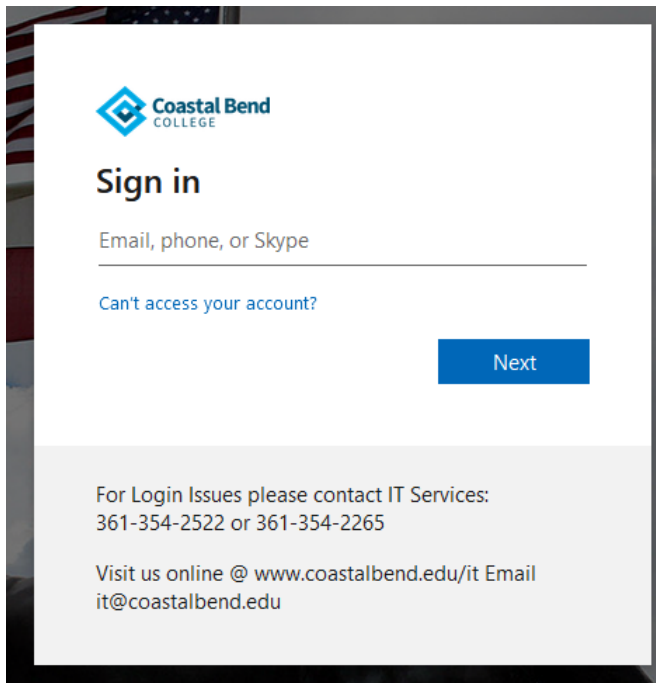 Coastal Bend
COLLEGE
Sign in
Email, phone, or Skype
Can't access your account?
Next
For Login Issues please contact IT Services:
361-354-2522 or 361-354-2265
Visit us online @ www.coastalbend.edu/it Email
it@coastalbend.edu